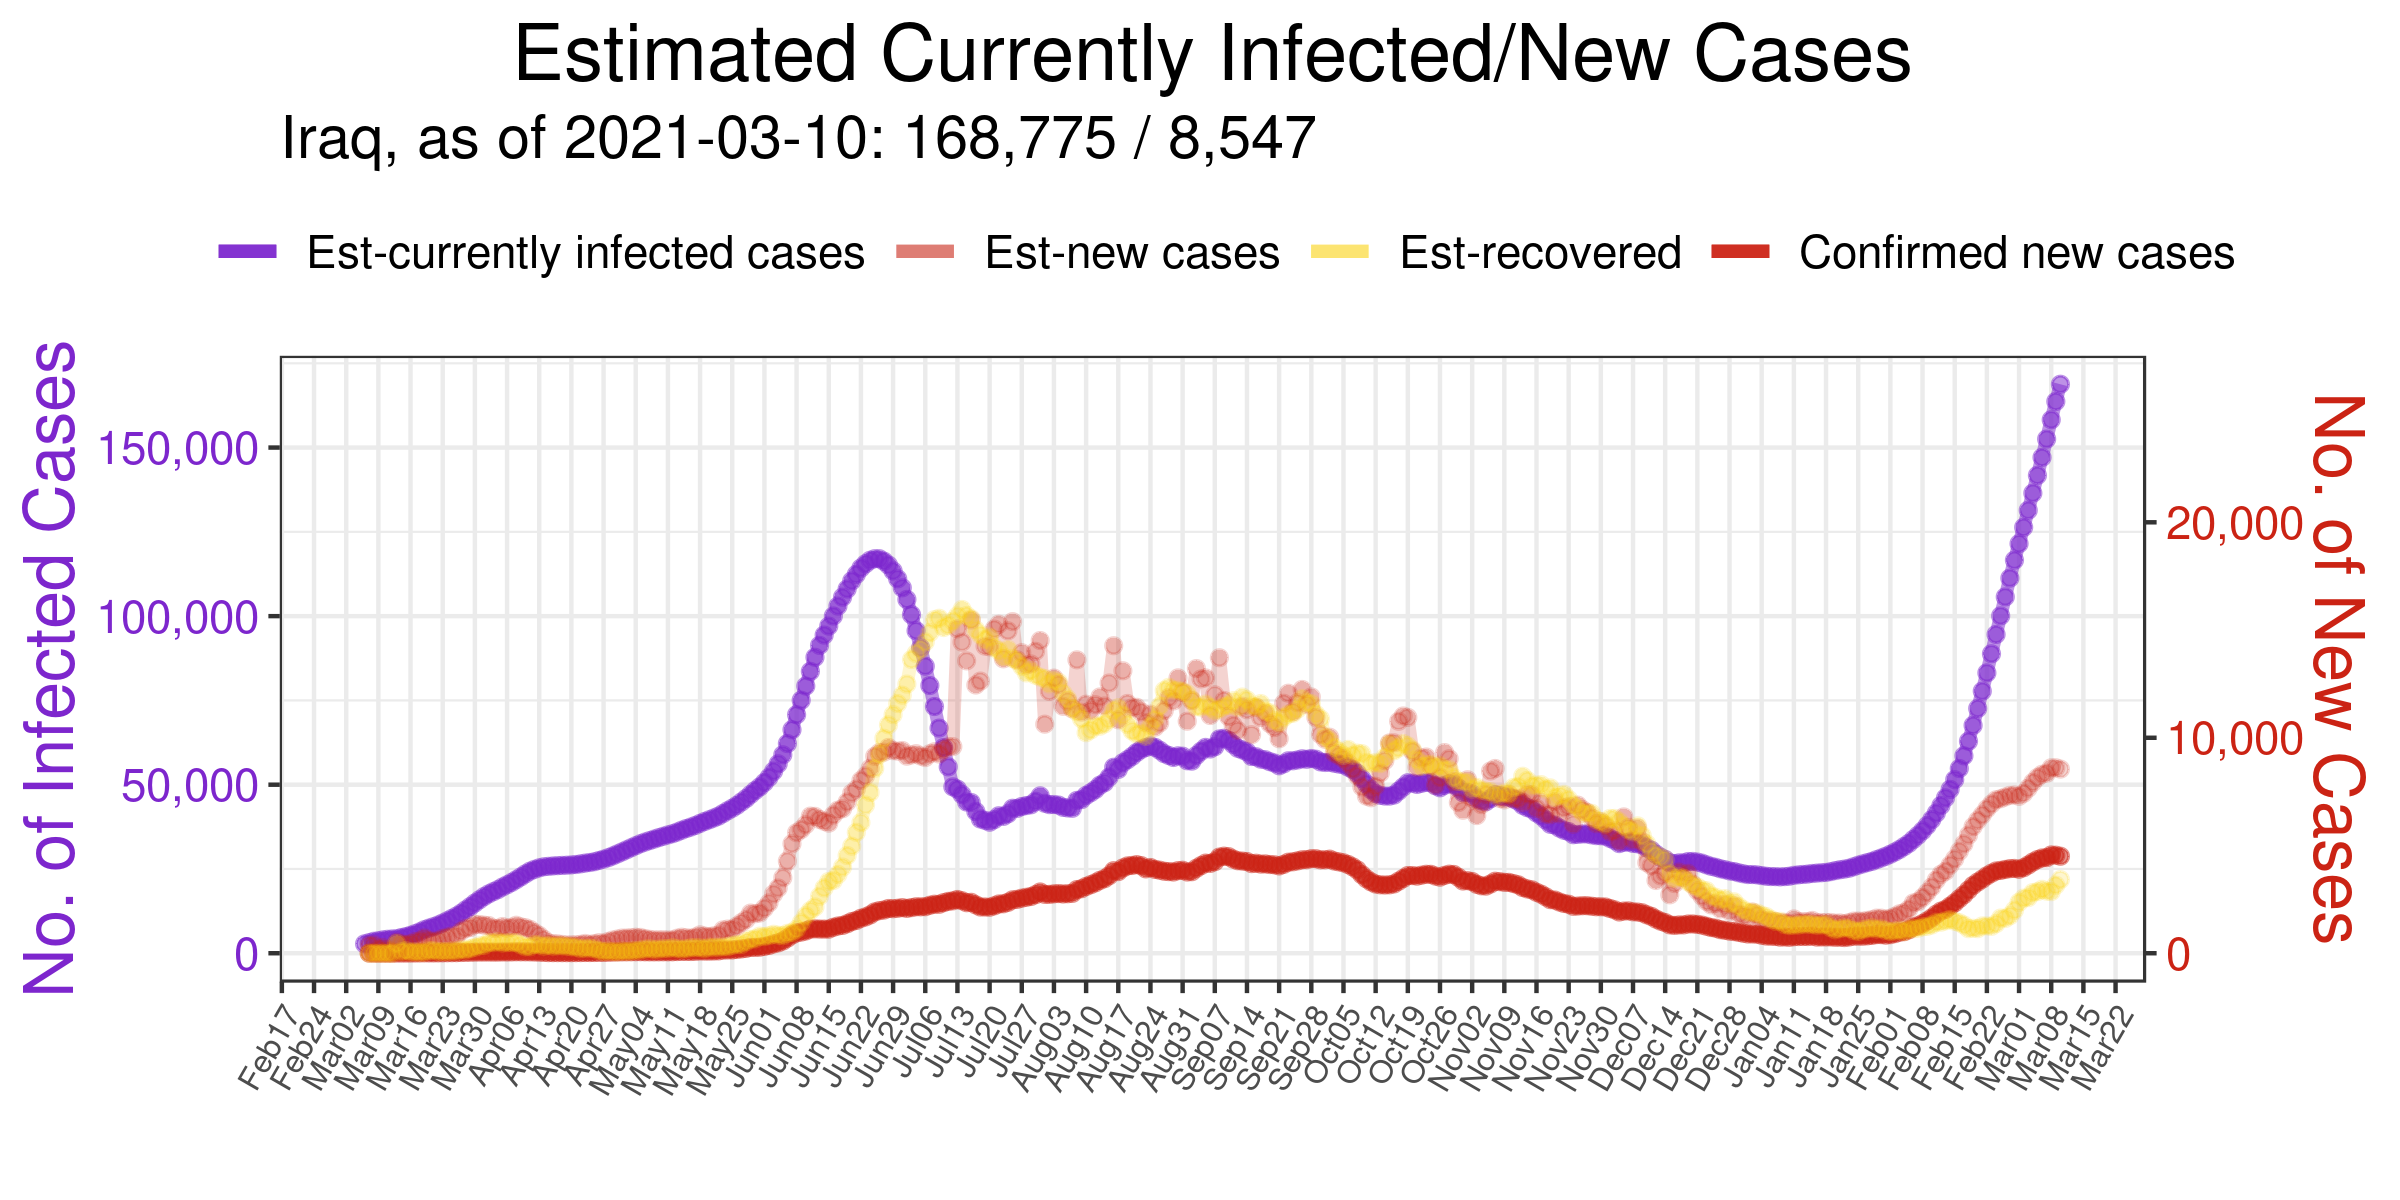 Estimated Currently Infected/New Cases
Iraq, as of 2021-03-10: 168,775 / 8,547
Est-currently infected cases Est-new cases Est-recovered Confirmed new cases
No. of Infected Cases
150,000
100,000
50,000
0
20,000
10,000
0
No. of New Cases
Feb17 Feb24 Mar02 Mar09 Mar16 Mar23 Mar30 Apr06 Apr13 Apr20 Apr27 May04 May11 May18 May25 Jun01 Jun08 Jun15 Jun22 Jun29 Jul06 Jul13 Jul20 Jul27 Aug03 Aug10 Aug17 Aug24 Aug31 Sep07 Sep14 Sep21 Sep28 Oct05 Oct12 Oct19 Oct26 Nov02 Nov09 Nov16 Nov23 Nov30 Dec07 Dec14 Dec21 Dec28 Jan04 Jan11 Jan18 Jan25 Feb01 Feb08 Feb15 Feb22 Mar01 Mar08 Mar15 Mar22